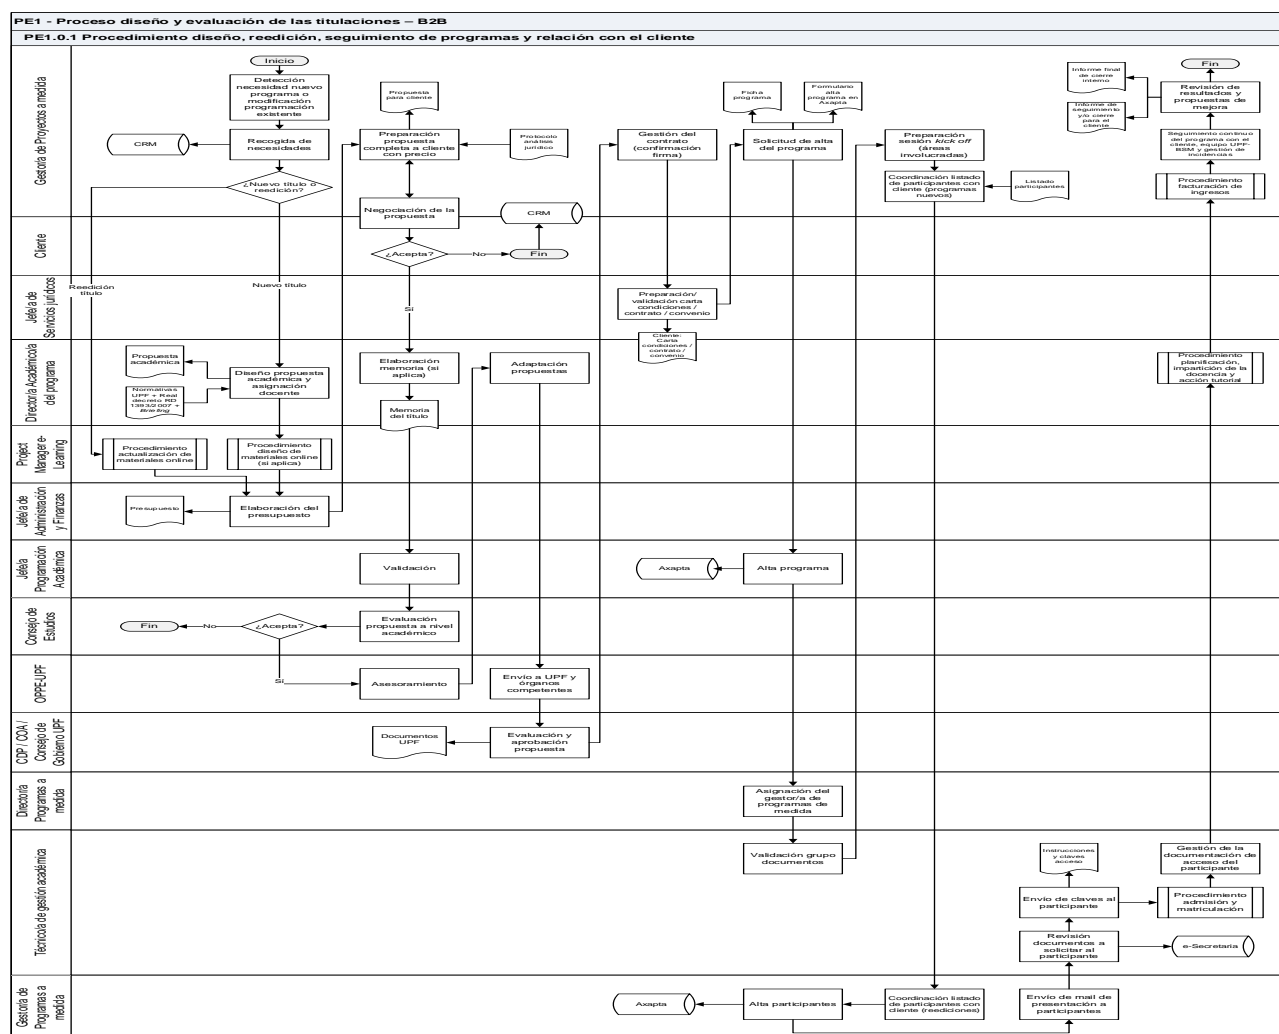 PE1 - Proceso diseño y evaluación de las titulaciones – B2B
PE1.0.1 Procedimiento diseño, reedición, seguimiento de programas y relación con el cliente
Gestor/a de Proyectos a medida
Inicio
Detección
necesidad nuevo
programa o
modificación
programación
existente
CRM
Recogida de
necesidades
¿Nuevo título o
reedición?
Propuesta
para cliente
Preparación
propuesta
completa a cliente
con precio
Protocolo
análisis
jurídico
Negociación de la
propuesta
Gestión del
contrato
(confirmación
firma)
Ficha
programa
Formulario
alta
programa en
Axapta
Solicitud de alta
del programa
Preparación
sesión kick off
(áreas
involucradas)
Coordinación listado
de participantes con
cliente (programas
nuevos)
Listado
participantes
Informe final
de cierre
interno
Informe de
seguimiento
y/o cierre
para el
cliente
Fin
Revisión de
resultados y
propuestas de
mejora
Seguimiento continuo
del programa con el
cliente, equipo UPF-
BSM y gestión de
incidencias
Procedimiento
facturación de
ingresos
Cliente
CRM
¿Acepta?
No
Fin
Jefe/a de
Servicios jurídicos
Reedición
título
Nuevo título
Sí
Preparación/
validación carta
condiciones /
contrato / convenio
Cliente:
Carta
condiciones /
contrato /
convenio
Director/a Académico/a
del programa
Propuesta
académica
Normativas
UPF + Real
decreto RD
1393/2007 +
Briefing
Diseño propuesta
académica y
asignación
docente
Elaboración
memoria (si
aplica)
Memoria
del título
Adaptación
propuestas
Procedimiento
planificación,
impartición de la
docencia y
acción tutorial
Project
Manager e-
Learning
Procedimiento
actualización de
materiales online
Procedimiento
diseño de
materiales online
(si aplica)
Jefe/a de
Administración
y Finanzas
Presupuesto
Elaboración del
presupuesto
Jefe/a
Programación
Académica
Validación
Axapta
Alta programa
Consejo de
Estudios
Fin
No
¿Acepta?
Evaluación
propuesta a nivel
académico
OPPE-UPF
Sí
Asesoramiento
Envío a UPF y
órganos
competentes
CDP / COA /
Consejo de
Gobierno UPF
Documentos
UPF
Evaluación y
aprobación
propuesta
Director/a
Programas a
medida
Asignación del
gestor/a de
programas de
medida
Técnico/a de gestión académica
Validación grupo
documentos
Instrucciones
y claves
acceso
Gestión de la
documentación de
acceso del
participante
Envío de claves al
participante
Procedimiento
admisión y
matriculación
Revisión
documentos a
solicitar al
participante
e-Secretaria
Gestor/a de
Programas a
medida
Axapta
Alta participantes
Coordinación listado
de participantes con
cliente (reediciones)
Envío de mail de
presentación a
participantes